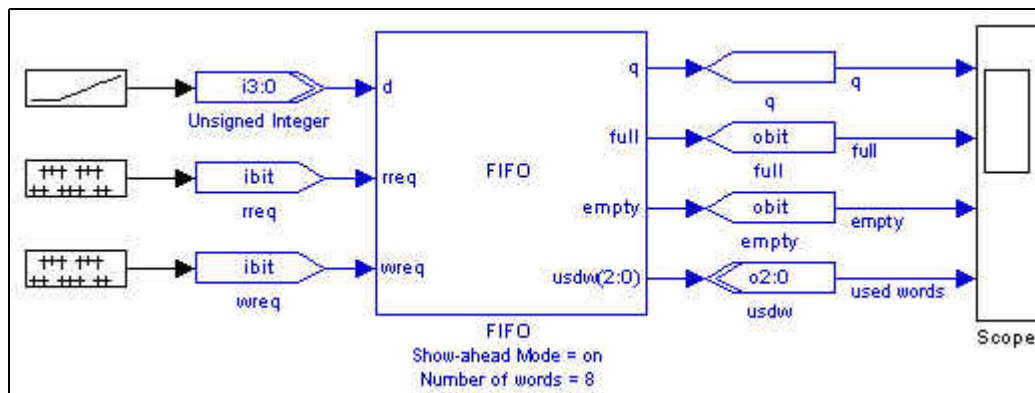 i3:0
Unsigned Integer
ibit
rreq
ibit
wreq
d
rreq
wreq
FIFO
q
full
empty
usdw(2:0)
FIFO
Show-ahead Mode = on
Number of words = 8
q
obit
full
obit
empty
o2:0
usdw
q
full
empty
used words
Scope